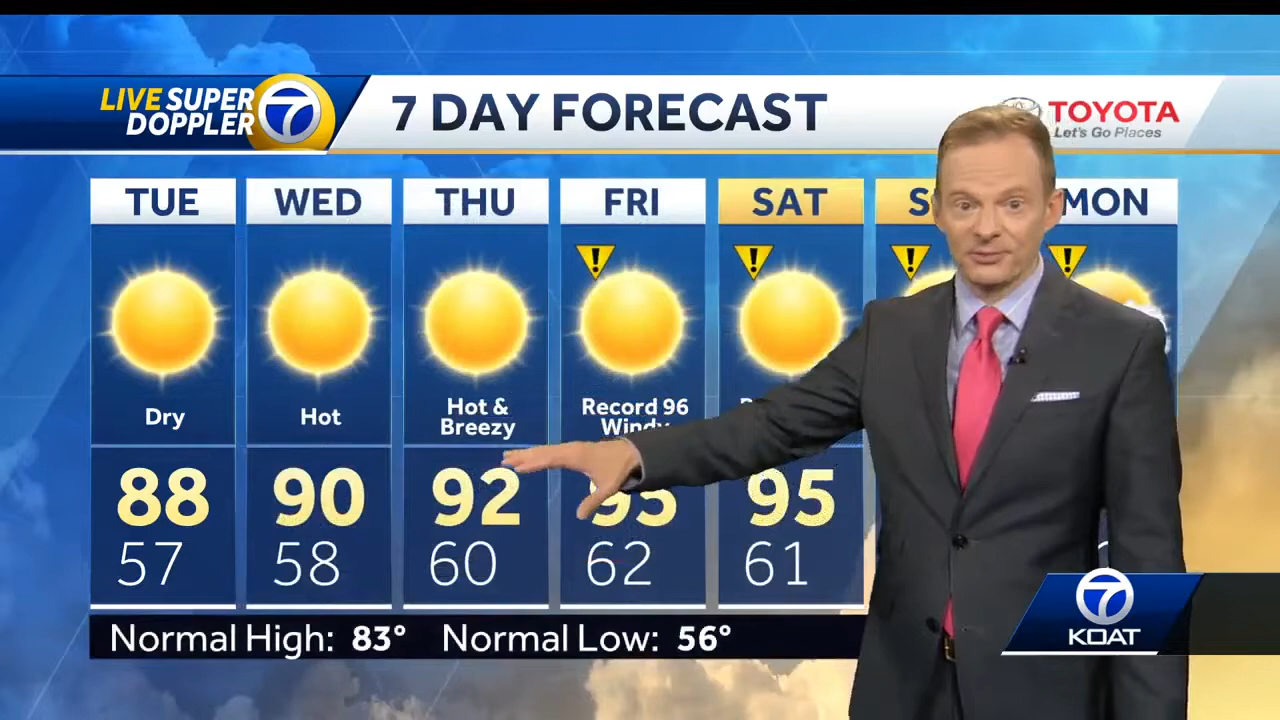 LIVE SUPER
DOPPLER
7
7 DAY FORECAST
TOYOTA
Let's Go Places
TUE
WED
THU
FRI
SAT
MON
Dry
Hot
Hot &
Breezy
Record 96
Windy
88
90
92
95
95
57
58
60
62
61
Normal High: 83° Normal Low: 56°
7
KOAT